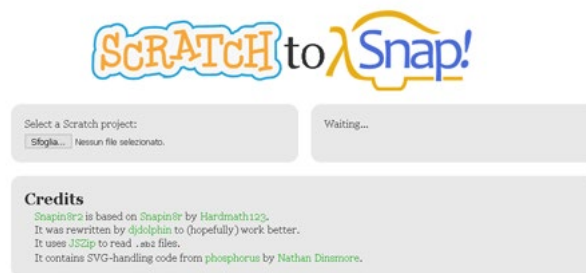 SCRATCH to λSnap!
Select a Scratch project:
Sfoglia... Nessun file selezionato.
Waiting...
Credits
Snapin8r2 is based on Snapin8r by Hardmath123.
It was rewritten by djdolphin to (hopefully) work better.
It uses JSZip to read .sb2 files.
It contains SVG-handling code from phosphorus by Nathan Dinsmore.